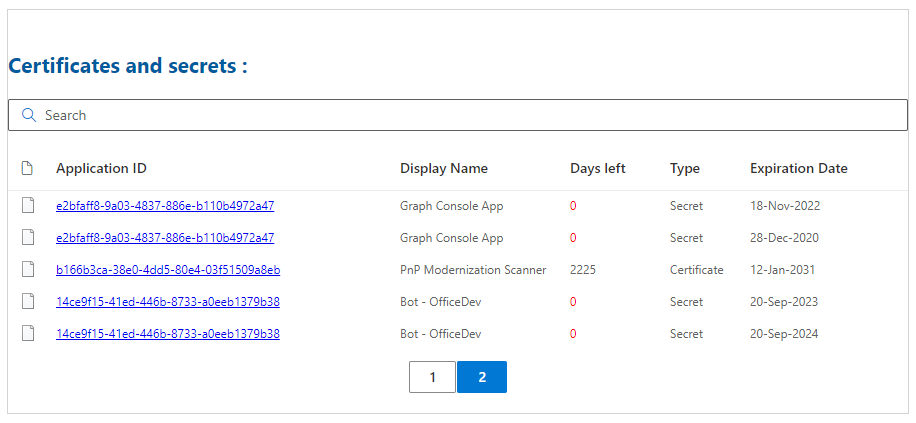 Certificates and secrets :
Search
Application ID Display Name Days left Type Expiration Date
e2bfaff8-9a03-4837-886e-b110b4972a47 Graph Console App 0 Secret 18-Nov-2022
e2bfaff8-9a03-4837-886e-b110b4972a47 Graph Console App 0 Secret 28-Dec-2020
b166b3ca-38e0-4dd5-80e4-03f51509a8eb PnP Modernization Scanner 2225 Certificate 12-Jan-2031
14ce9f15-41ed-446b-8733-a0eeb1379b38 Bot - OfficeDev 0 Secret 20-Sep-2023
14ce9f15-41ed-446b-8733-a0eeb1379b38 Bot - OfficeDev 0 Secret 20-Sep-2024
1 2